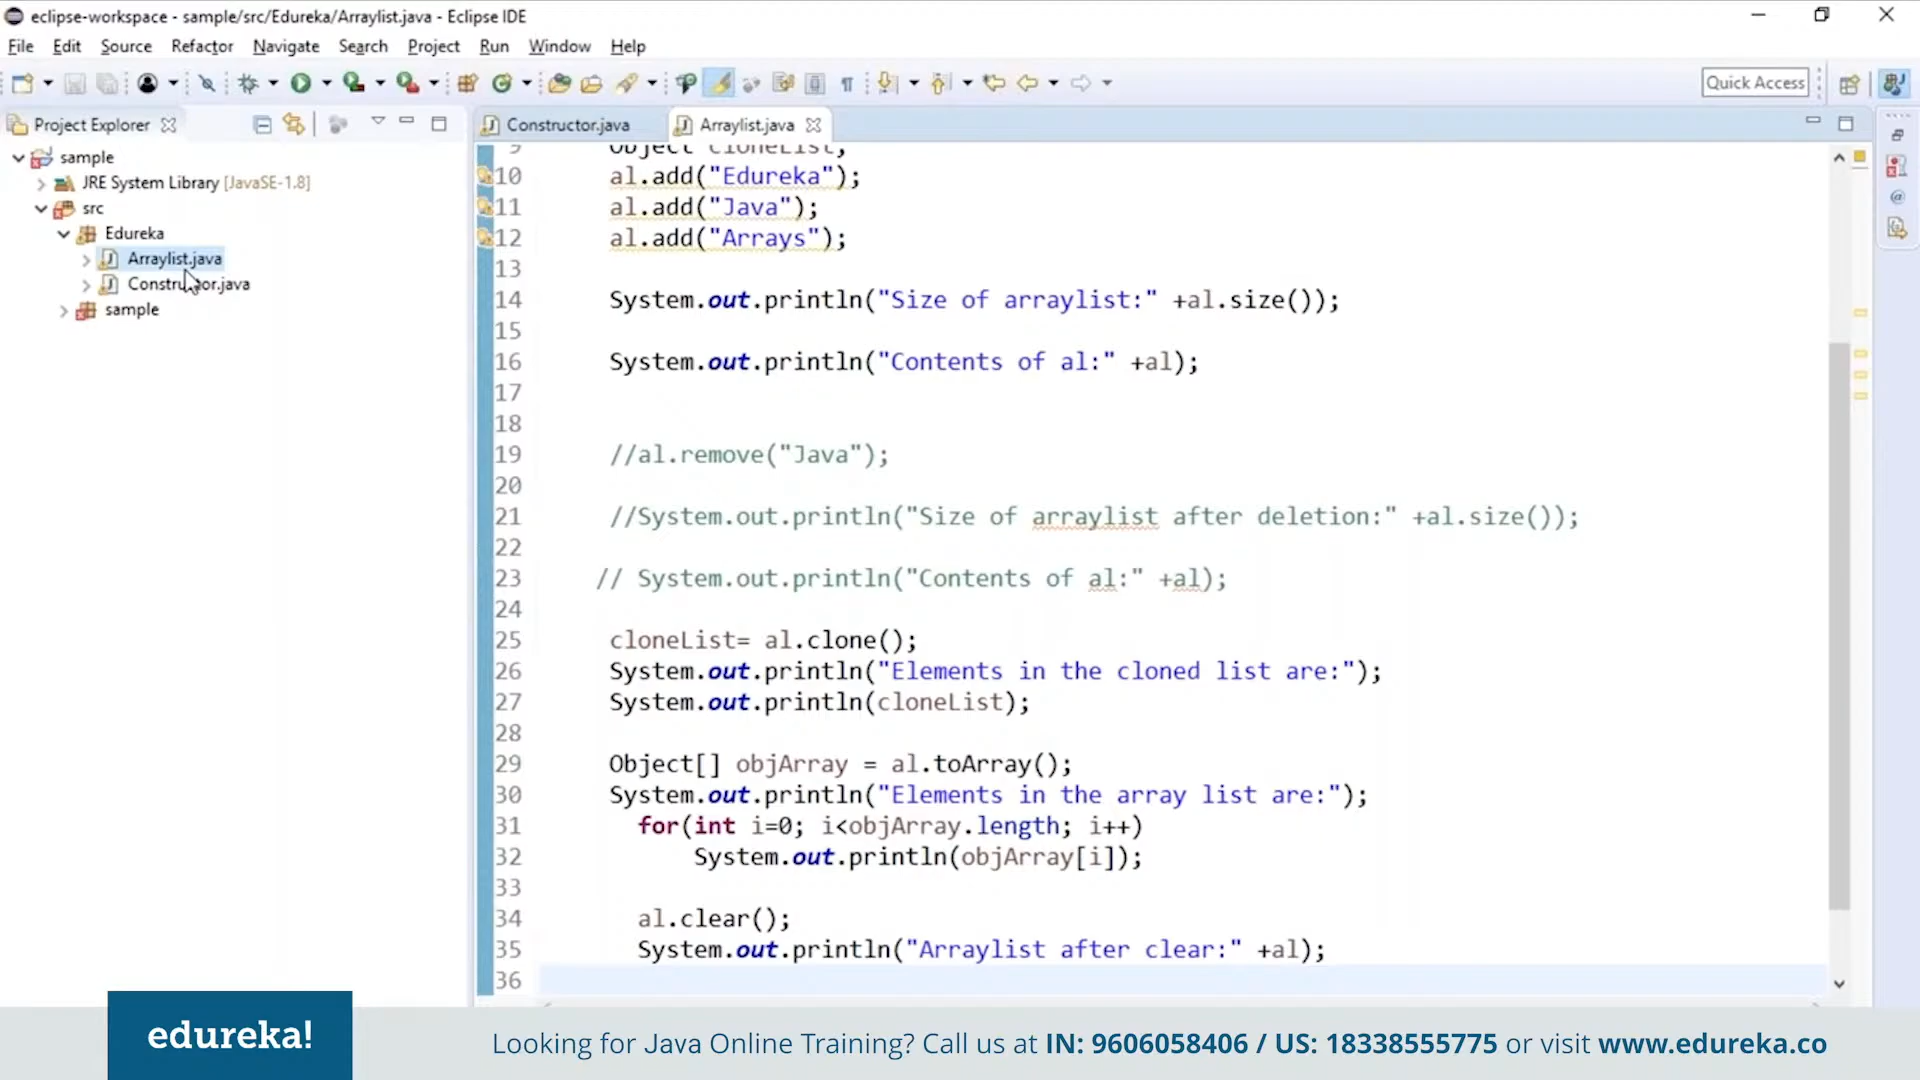 eclipse-workspace - sample/src/Edureka/Arraylist.java - Eclipse IDE
File Edit Source Refactor Navigate Search Project Run Window Help
Quick Access
Project Explorer
Constructor.java
Arraylist.java
sample
JRE System Library [JavaSE-1.8]
src
Edureka
Arraylist.java
Constructor.java
sample
9 Object cloneList;
10 al.add("Edureka");
11 al.add("Java");
12 al.add("Arrays");
13
14 System.out.println("Size of arraylist:" +al.size());
15
16 System.out.println("Contents of al:" +al);
17
18
19 //al.remove("Java");
20
21 //System.out.println("Size of arraylist after deletion:" +al.size());
22
23 // System.out.println("Contents of al:" +al);
24
25 cloneList= al.clone();
26 System.out.println("Elements in the cloned list are:");
27 System.out.println(cloneList);
28
29 Object[] objArray = al.toArray();
30 System.out.println("Elements in the array list are:");
31 for(int i=0; i<objArray.length; i++)
32 System.out.println(objArray[i]);
33
34 al.clear();
35 System.out.println("Arraylist after clear:" +al);
36
edureka!
Looking for Java Online Training? Call us at IN: 9606058406 / US: 18338555775 or visit www.edureka.co